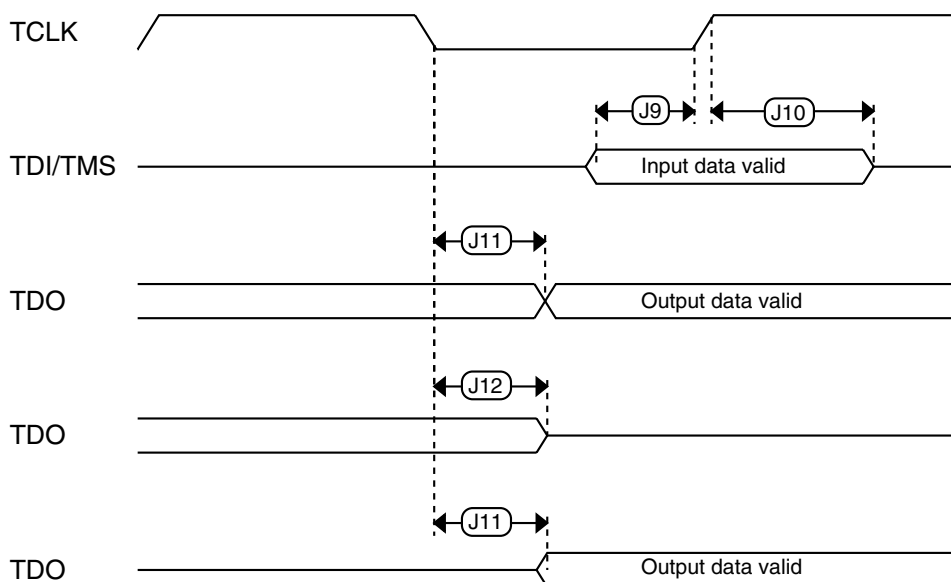 TCLK
J9
J10
TDI/TMS
Input data valid
J11
TDO
Output data valid
J12
TDO
J11
TDO
Output data valid